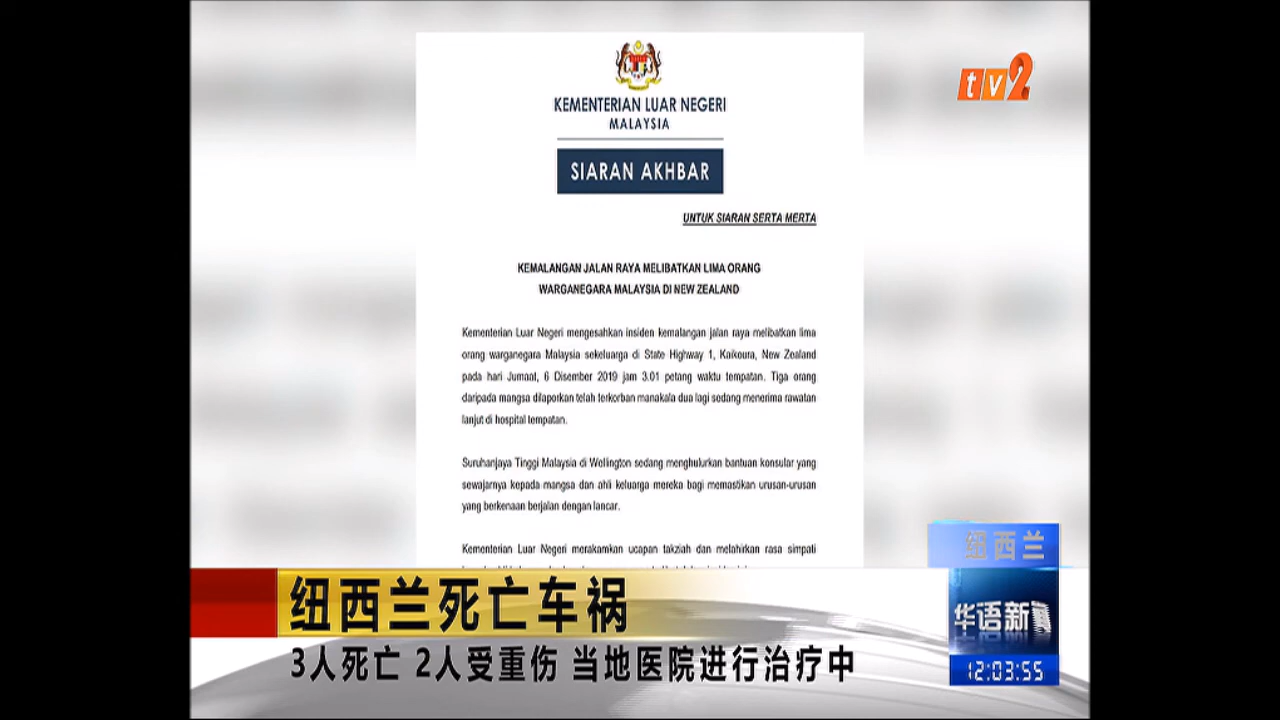 tv2
KEMENTERIAN LUAR NEGERI
MALAYSIA
SIARAN AKHBAR
UNTUK SIARAN SERTA MERTA
KEMALANGAN JALAN RAYA MELIBATKAN LIMA ORANG
WARGANEGARA MALAYSIA DI NEW ZEALAND
Kementerian Luar Negeri mengesahkan insiden kemalangan jalan raya melibatkan lima
orang warganegara Malaysia sekeluarga di State Highway 1, Kaikoura, New Zealand
pada hari Jumaat, 6 Disember 2019 jam 3.01 petang waktu tempatan. Tiga orang
daripada mangsa dilaporkan telah terkorban manakala dua lagi sedang menerima rawatan
lanjut di hospital tempatan.
Suruhanjaya Tinggi Malaysia di Wellington sedang menghulurkan bantuan konsular yang
sewajarnya kepada mangsa dan ahli keluarga mereka bagi memastikan urusan-urusan
yang berkenaan berjalan dengan lancar.
Kementerian Luar Negeri merakamkan ucapan takziah dan melahirkan rasa simpati
纽西兰
纽西兰死亡车祸
华语新
3人死亡 2人受重伤 当地医院进行治疗中
12:03:55